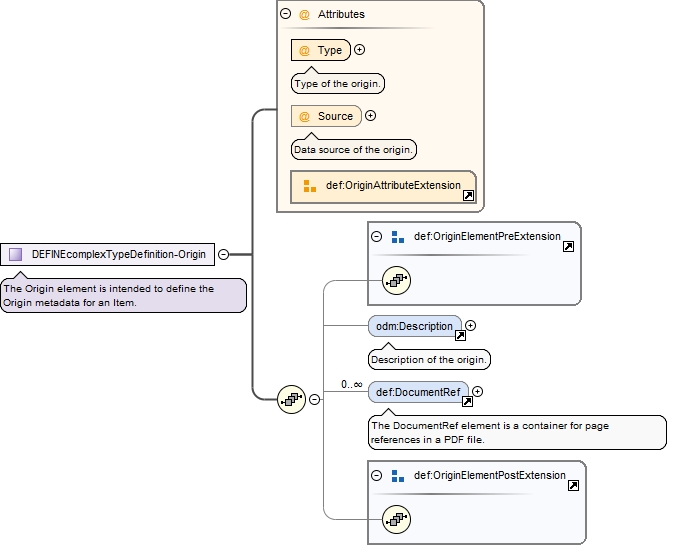 @ Attributes
@ Type
Type of the origin.
@ Source
Data source of the origin.
def:OriginAttributeExtension
DEFINEcomplexTypeDefinition-Origin
The Origin element is intended to define the
Origin metadata for an Item.
def:OriginElementPreExtension
odm:Description
Description of the origin.
0..∞
def:DocumentRef
The DocumentRef element is a container for page
references in a PDF file.
def:OriginElementPostExtension